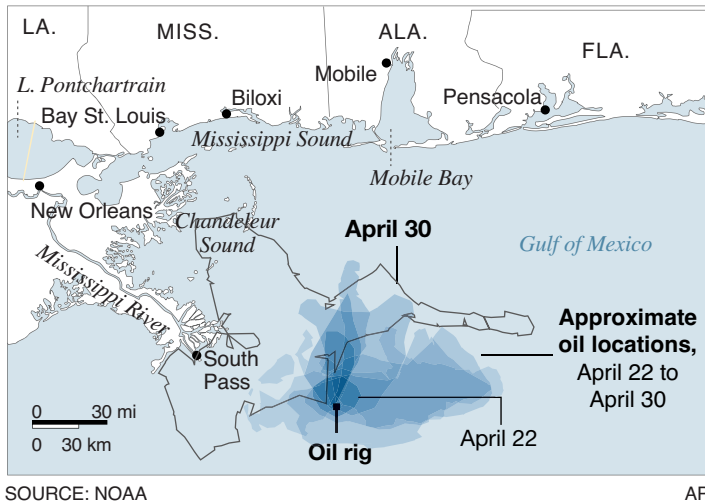 LA.
MISS.
ALA.
FLA.
L. Pontchartrain
Bay St. Louis
Biloxi
Mobile
Pensacola
Mississippi Sound
Mobile Bay
New Orleans
Chandeleur
Sound
April 30
Gulf of Mexico
Mississippi River
South
Pass
Approximate
oil locations,
April 22 to
April 30
0 30 mi
0 30 km
Oil rig
April 22
SOURCE: NOAA
AP